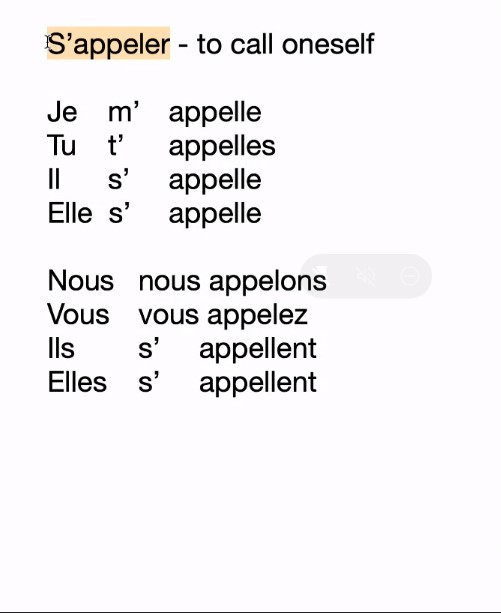 S’appeler - to call oneself
Je m’ appelle
Tu t’ appelles
Il s’ appelle
Elle s’ appelle
Nous nous appelons
Vous vous appelez
Ils s’ appellent
Elles s’ appellent